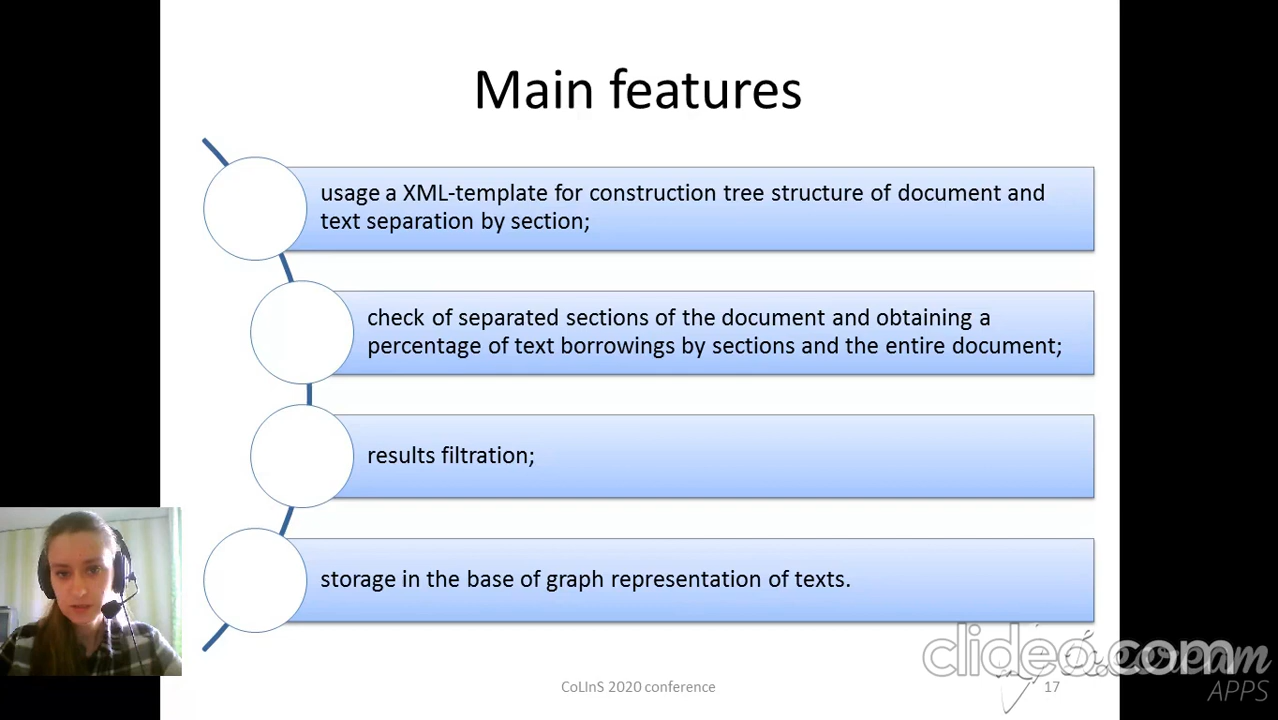 Main features
usage a XML-template for construction tree structure of document and
text separation by section;
check of separated sections of the document and obtaining a
percentage of text borrowings by sections and the entire document;
results filtration;
storage in the base of graph representation of texts.
clideo.com
APPS
CoLInS 2020 conference
17